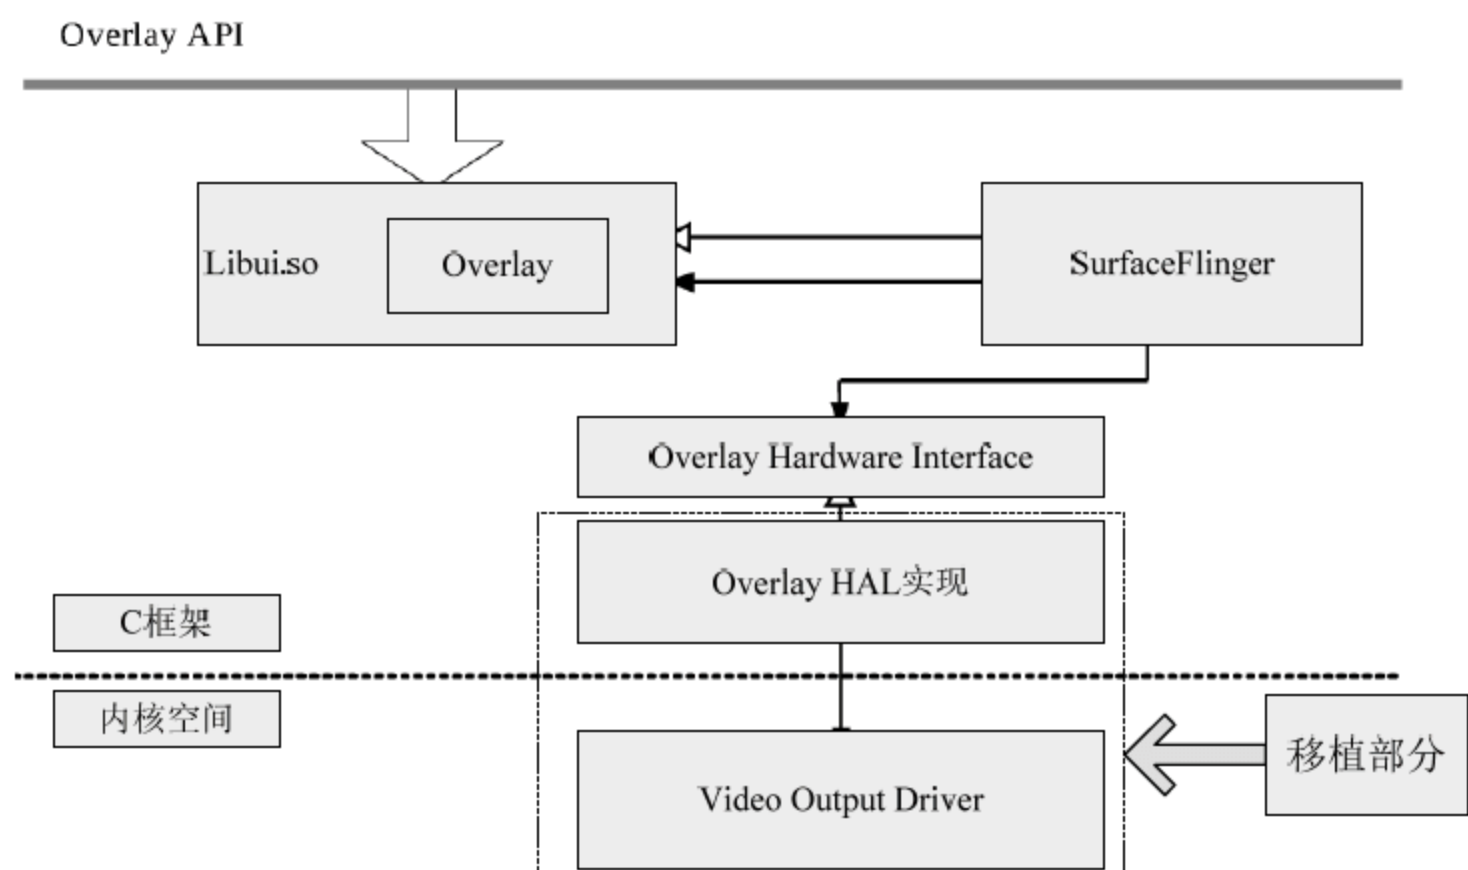 Overlay API
Libui.so
Overlay
SurfaceFlinger
Overlay Hardware Interface
Overlay HAL实现
C框架
内核空间
移植部分
Video Output Driver